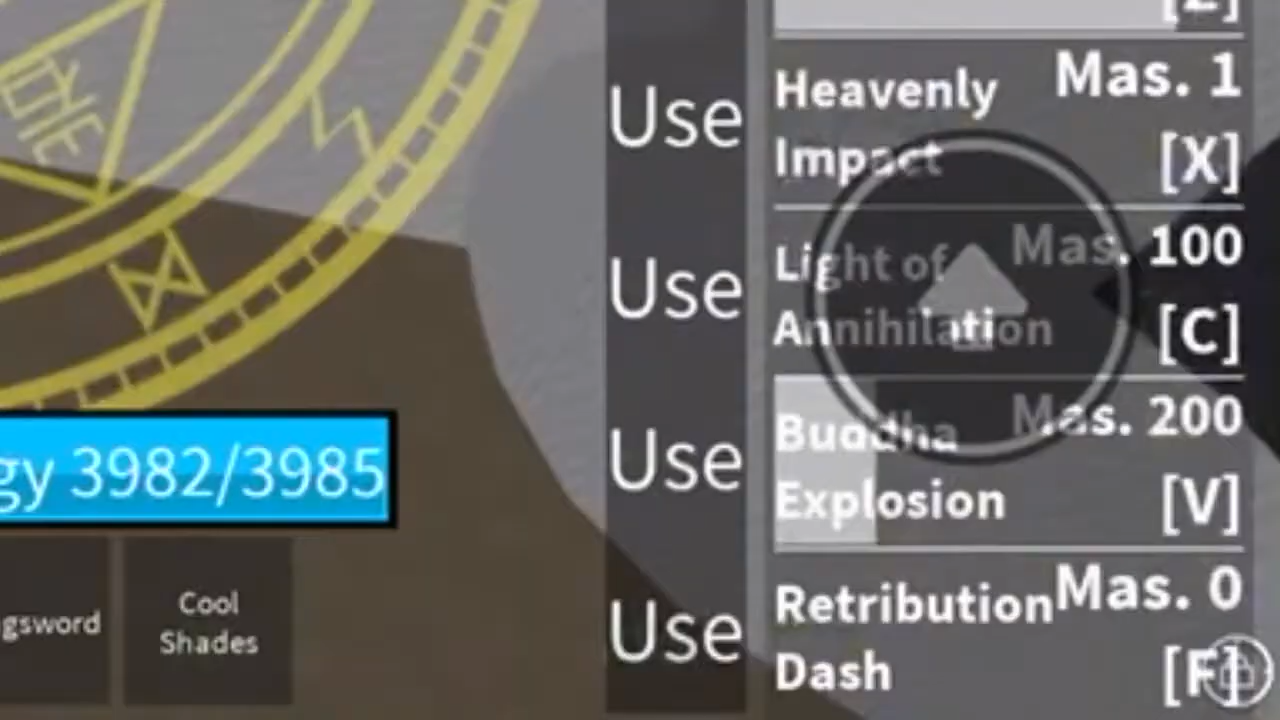 [Z]
Use
Heavenly Impact
Mas. 1
[X]
Use
Light of Annihilation
Mas. 100
[C]
Use
Buddha Explosion
Mas. 200
[V]
Use
Retribution Dash
Mas. 0
[F]
gy 3982/3985
gsword
Cool
Shades